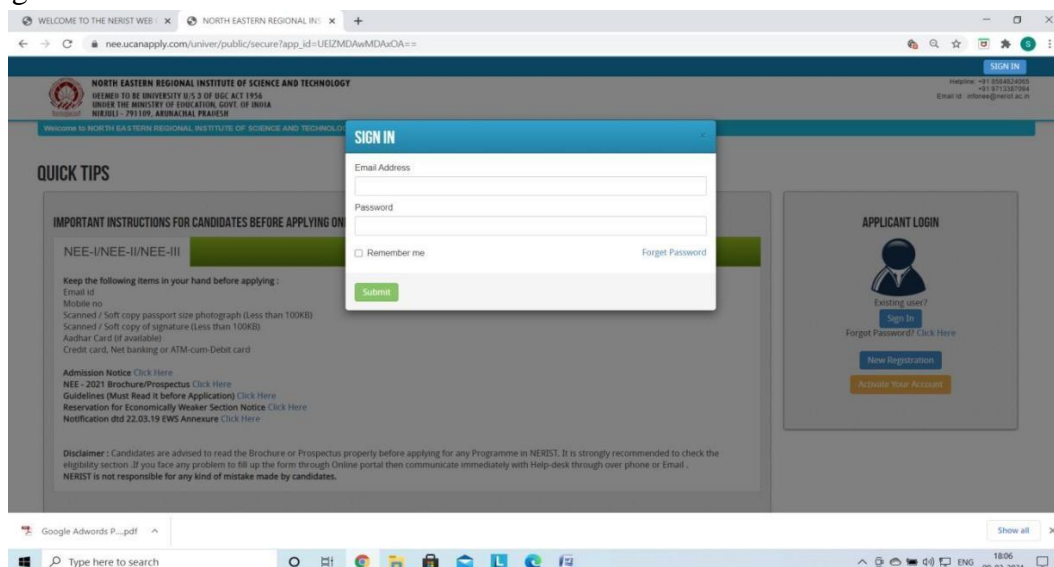 WELCOME TO THE NERIST WEB
NORTH EASTERN REGIONAL INS
nee.ucanapply.com/univer/public/secure?app_id=UElZMDAwMDAxOA==
S
SIGN IN
NORTH EASTERN REGIONAL INSTITUTE OF SCIENCE AND TECHNOLOGY
DEEMED TO BE UNIVERSITY U/S 3 OF UGC ACT 1956
UNDER THE MINISTRY OF EDUCATION, GOVT. OF INDIA
NIRJULI - 791109, ARUNACHAL PRADESH
Email Id
Welcome to NORTH EASTERN REGIONAL INSTITUTE OF SCIENCE AND TECHNOLO
SIGN IN
Email Address
Password
Remember me
Forget Password
Submit
QUICK TIPS
IMPORTANT INSTRUCTIONS FOR CANDIDATES BEFORE APPLYING ON
NEE-I/NEE-II/NEE-III
Keep the following items in your hand before applying :
Email id
Mobile no
Scanned / Soft copy passport size photograph (Less than 100KB)
Scanned / Soft copy of signature (Less than 100KB)
Aadhar Card (if available)
Credit card, Net banking or ATM-cum-Debit card
Admission Notice Click Here
NEE - 2021 Brochure/Prospectus Click Here
Guidelines (Must Read it before Application) Click Here
Reservation for Economically Weaker Section Notice Click Here
Notification dtd 22.03.19 EWS Annexure Click Here
Disclaimer : Candidates are advised to read the Brochure or Prospectus properly before applying for any Programme in NERIST. It is strongly recommended to check the
eligibility section .If you face any problem to fill up the form through Online portal then communicate immediately with Help-desk through over phone or Email .
NERIST is not responsible for any kind of mistake made by candidates.
APPLICANT LOGIN
Existing user?
Sign In
Forgot Password? Click Here
New Registration
Activate Your Account
Google Adwords P....pdf
Show all
Type here to search
ENG
18:06